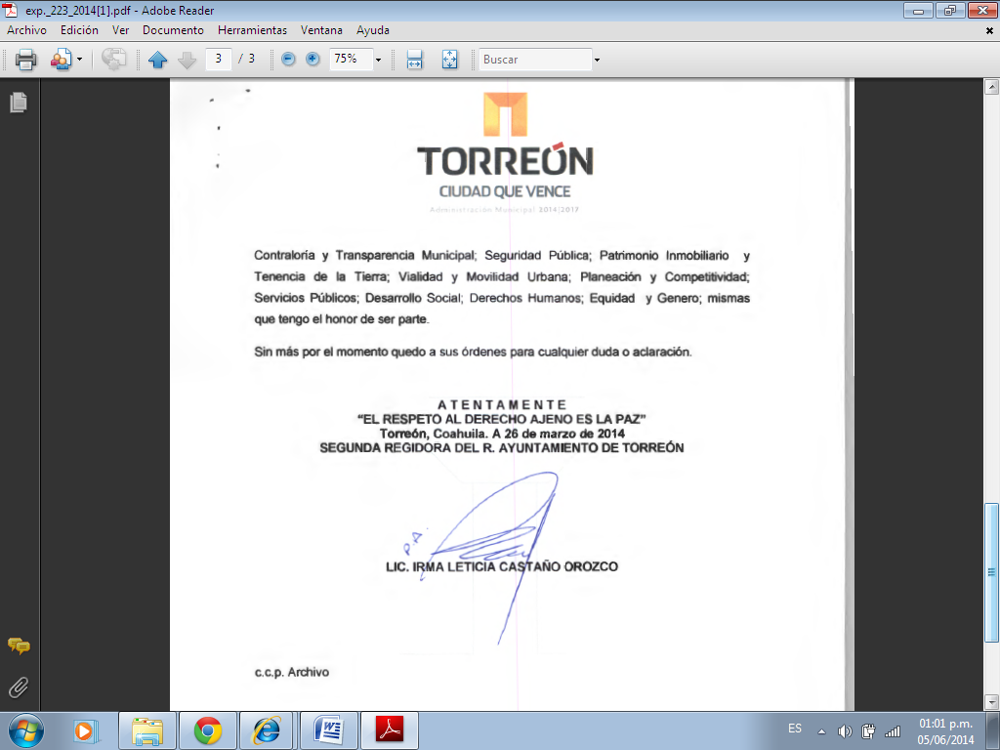 exp._223_2014[1].pdf - Adobe Reader
Archivo Edición Ver Documento Herramientas Ventana Ayuda
3 / 3 75% Buscar
TORREÓN
CIUDAD QUE VENCE
Administración Municipal 2014|2017
Contraloría y Transparencia Municipal; Seguridad Pública; Patrimonio Inmobiliario y
Tenencia de la Tierra; Vialidad y Movilidad Urbana; Planeación y Competitividad;
Servicios Públicos; Desarrollo Social; Derechos Humanos; Equidad y Genero; mismas
que tengo el honor de ser parte.
Sin más por el momento quedo a sus órdenes para cualquier duda o aclaración.
A T E N T A M E N T E
“EL RESPETO AL DERECHO AJENO ES LA PAZ”
Torreón, Coahuila. A 26 de marzo de 2014
SEGUNDA REGIDORA DEL R. AYUNTAMIENTO DE TORREÓN
P.A.
LIC. IRMA LETICIA CASTAÑO OROZCO
c.c.p. Archivo
ES
01:01 p.m.
05/06/2014